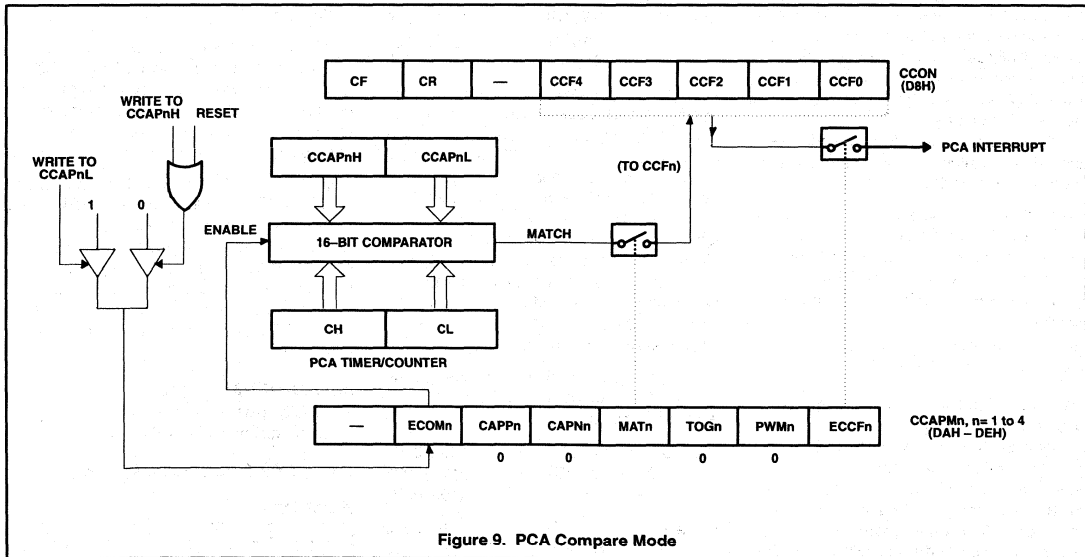 CF CR — CCF4 CCF3 CCF2 CCF1 CCF0
CCON
(D8H)
WRITE TO
CCAPnH
RESET
WRITE TO
CCAPnL
1
0
CCAPnH CCAPnL
(TO CCFn)
PCA INTERRUPT
ENABLE
16–BIT COMPARATOR
MATCH
CH CL
PCA TIMER/COUNTER
— ECOMn CAPPn CAPNn MATn TOGn PWMn ECCFn
CCAPMn, n= 1 to 4
(DAH – DEH)
0 0 0 0
Figure 9. PCA Compare Mode